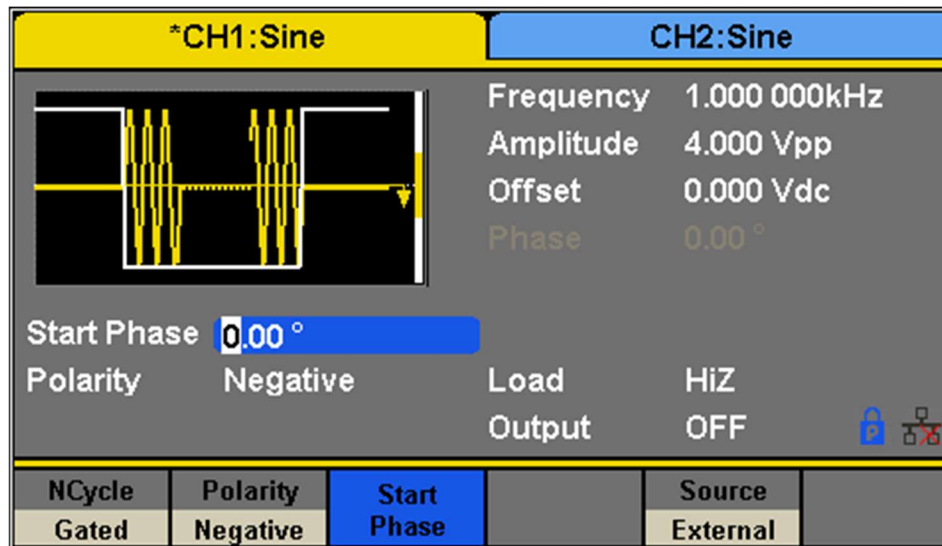 *CH1:Sine CH2:Sine
Frequency 1.000 000kHz
Amplitude 4.000 Vpp
Offset 0.000 Vdc
Phase 0.00 °
Start Phase 0.00 °
Polarity Negative Load HiZ
Output OFF
P
NCycle Polarity Start Phase Source
Gated Negative External